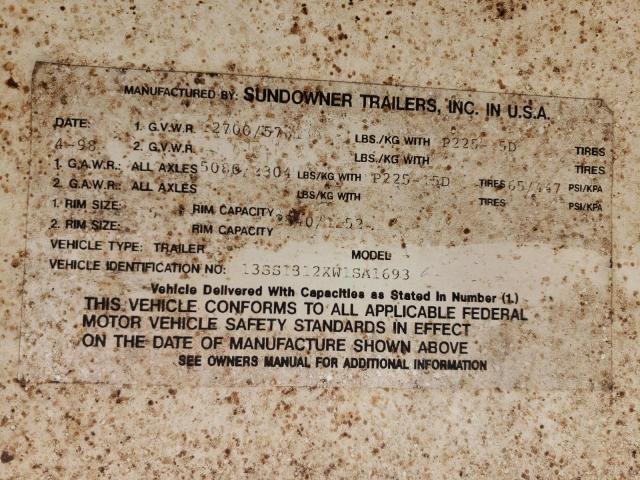 MANUFACTURED BY: SUNDOWNER TRAILERS, INC. IN U.S.A.
DATE: 1. G.V.W.R. LBS./KG WITH TIRES
4-98 2. G.V.W.R. LBS./KG WITH TIRES
1. G.A.W.R.: ALL AXLES LBS/KG WITH TIRES 65/447 PSI/KPA
2. G.A.W.R: ALL AXLES LBS/KG WITH TIRES PSI/KPA
1. RIM SIZE: RIM CAPACITY
2. RIM SIZE: RIM CAPACITY
VEHICLE TYPE: TRAILER MODEL
VEHICLE IDENTIFICATION NO: 13SS1812XW1SA1693
Vehicle Delivered With Capacities as Stated In Number (1.)
THIS VEHICLE CONFORMS TO ALL APPLICABLE FEDERAL
MOTOR VEHICLE SAFETY STANDARDS IN EFFECT
ON THE DATE OF MANUFACTURE SHOWN ABOVE
SEE OWNERS MANUAL FOR ADDITIONAL INFORMATION